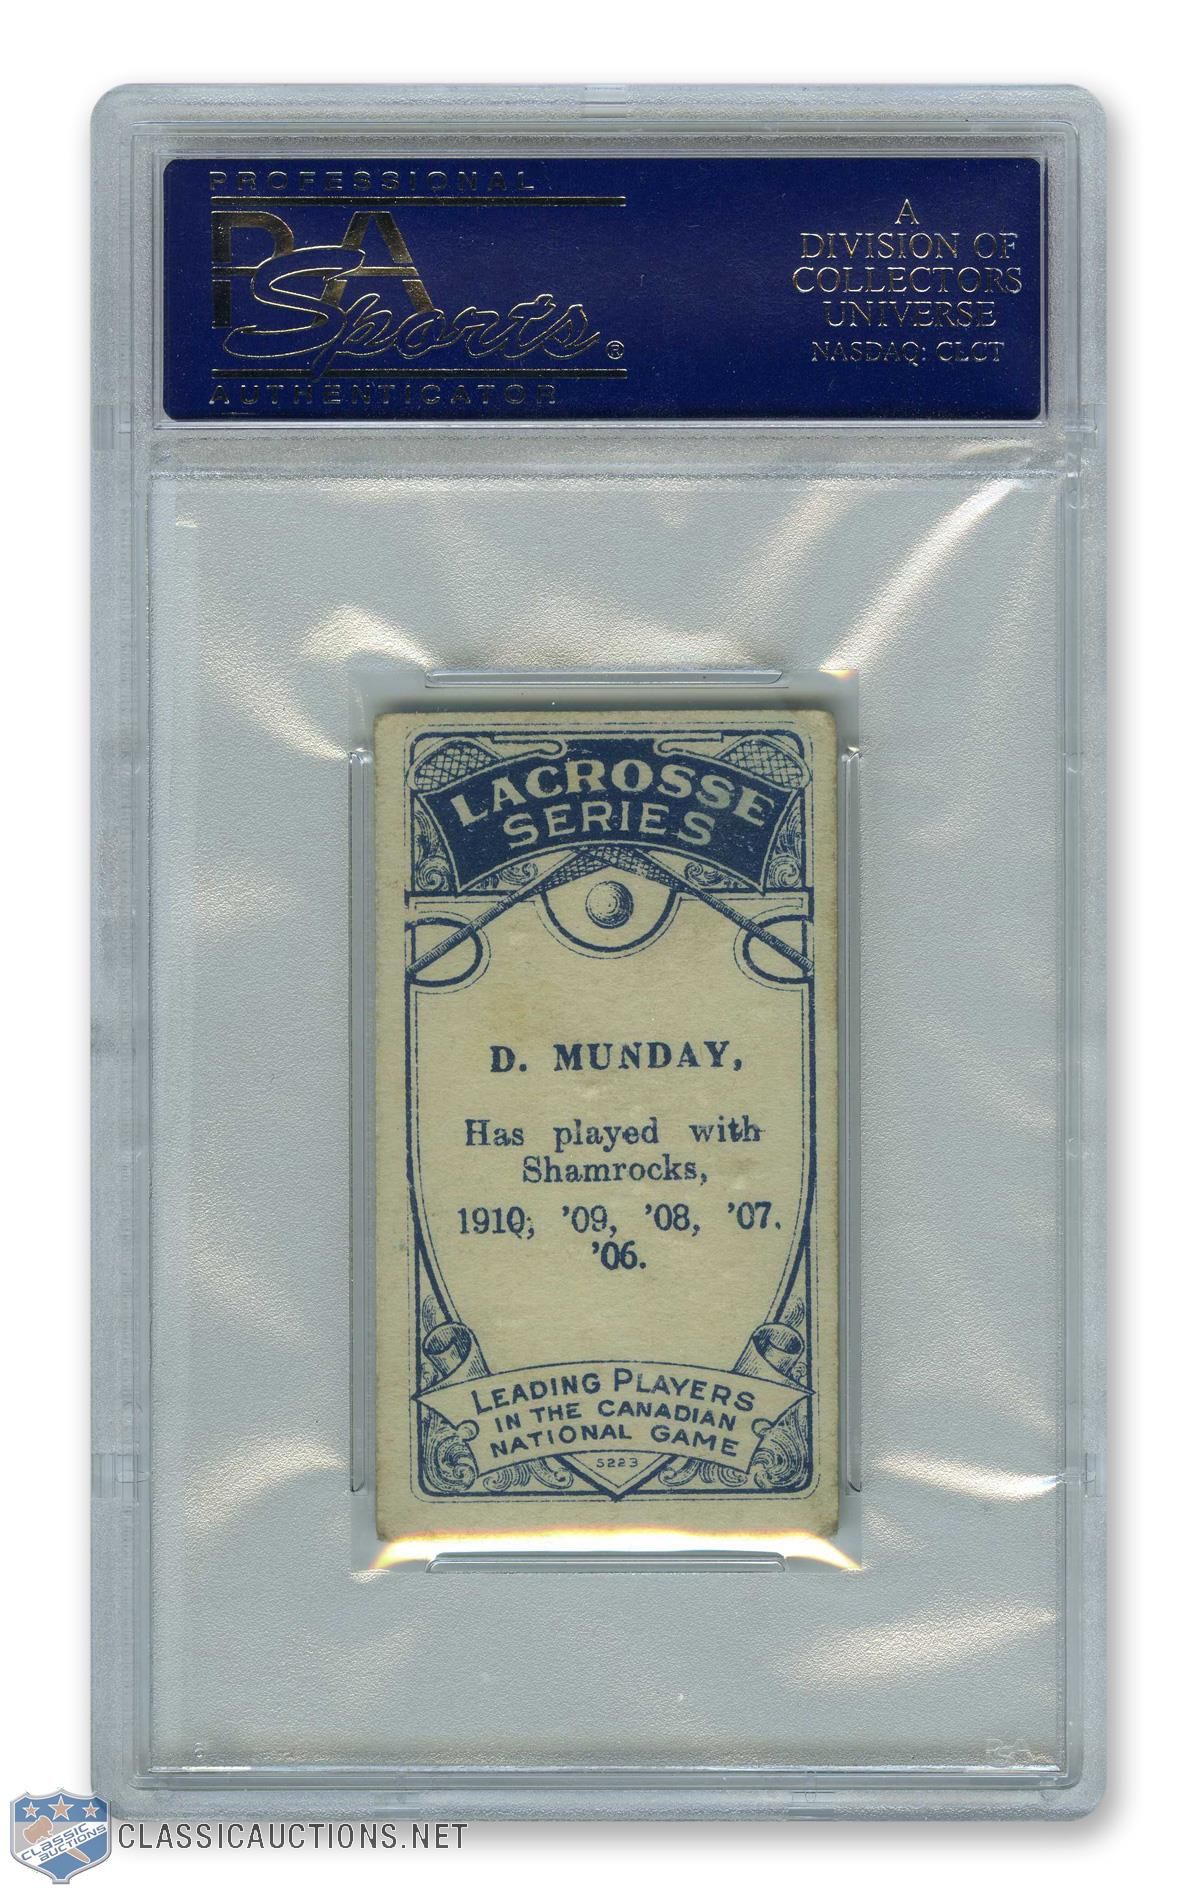 PROFESSIONAL
PSA
Sports®
AUTHENTICATOR
A
DIVISION OF
COLLECTORS
UNIVERSE
NASDAQ: CLCT
LACROSSE
SERIES
D. MUNDAY,
Has played with
Shamrocks,
1910; '09, '08, '07.
'06.
LEADING PLAYERS
IN THE CANADIAN
NATIONAL GAME
5223
PSA
CLASSIC
AUCTIONS
CLASSICAUCTIONS.NET